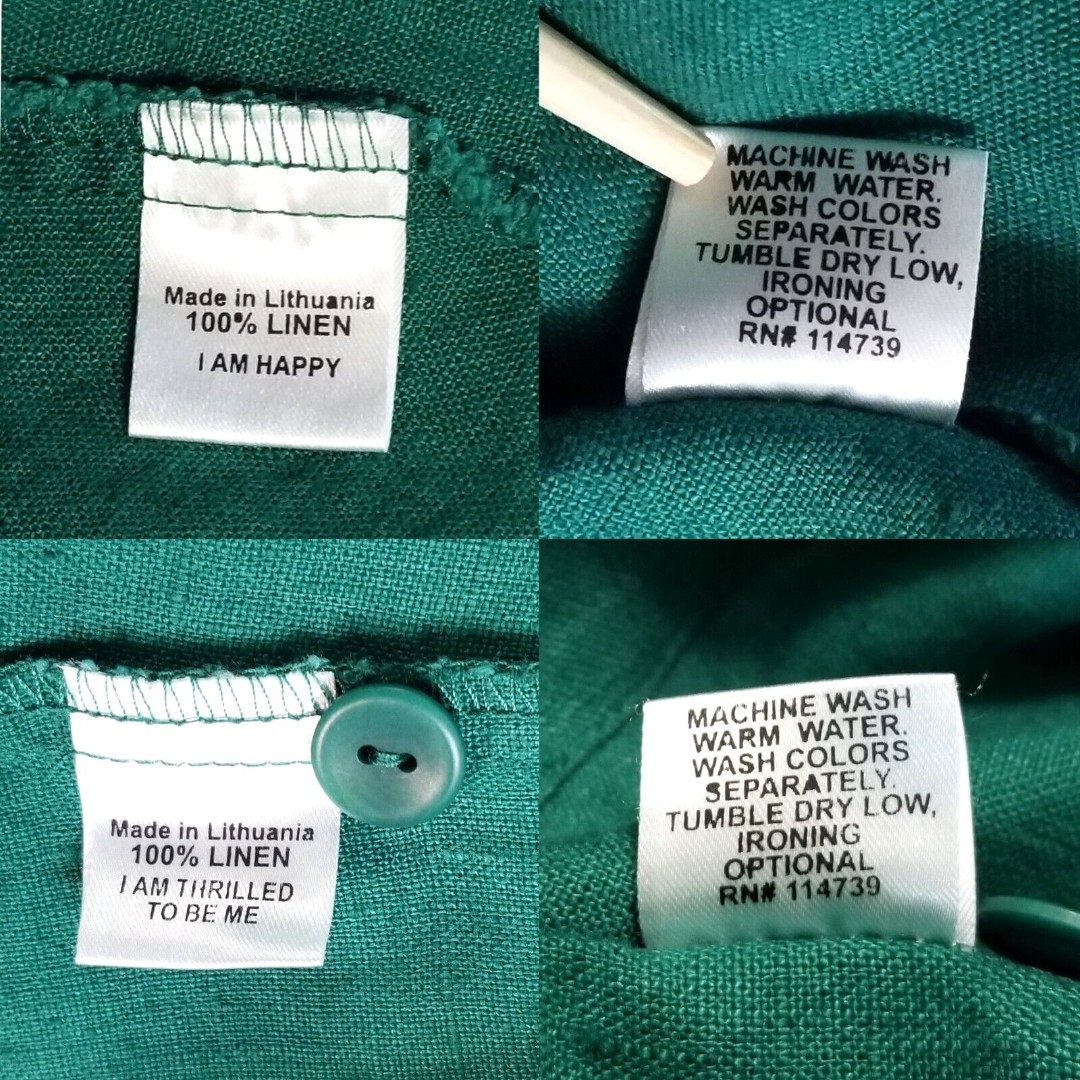 Made in Lithuania
100% LINEN
I AM HAPPY
MACHINE WASH
WARM WATER.
WASH COLORS
SEPARATELY.
TUMBLE DRY LOW,
IRONING
OPTIONAL
RN# 114739
Made in Lithuania
100% LINEN
I AM THRILLED
TO BE ME
MACHINE WASH
WARM WATER.
WASH COLORS
SEPARATELY.
TUMBLE DRY LOW,
IRONING
OPTIONAL
RN# 114739